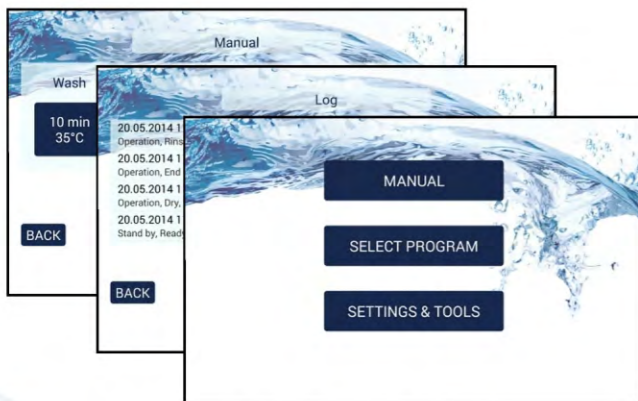 Manual
Wash
10 min
35°C
BACK
Log
20.05.2014 1
Operation, Rins
20.05.2014 1
Operation, End
20.05.2014 1
Operation, Dry,
20.05.2014 1
Stand by, Ready
BACK
MANUAL
SELECT PROGRAM
SETTINGS & TOOLS